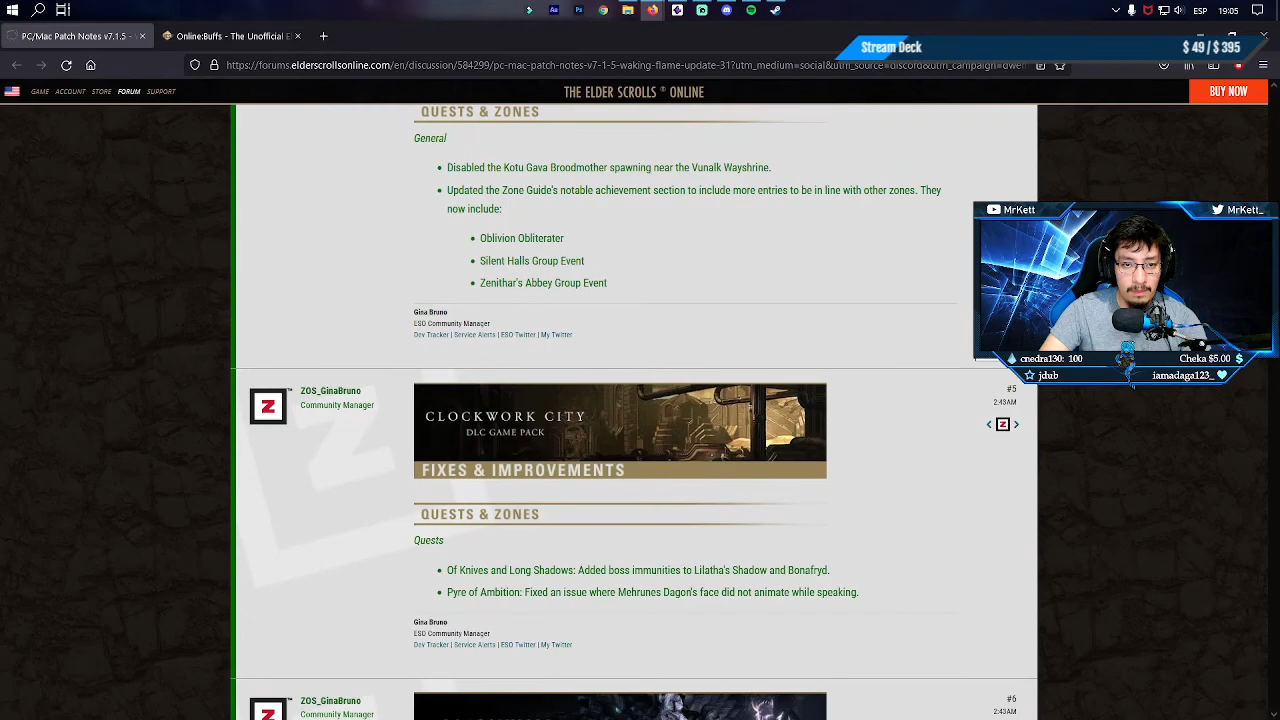 ESP 19:05
PC/Mac Patch Notes v7.1.5 -
Online:Buffs - The Unofficial El
Stream Deck $ 49 / $ 395
https://forums.elderscrollsonline.com/en/discussion/584299/pc-mac-patch-notes-v7-1-5-waking-flame-update-31?utm_medium=social&utm_source=discord&utm_campaign=dwem
GAME ACCOUNT STORE FORUM SUPPORT THE ELDER SCROLLS ® ONLINE BUY NOW
QUESTS & ZONES
General
• Disabled the Kotu Gava Broodmother spawning near the Vunalk Wayshrine.
• Updated the Zone Guide's notable achievement section to include more entries to be in line with other zones. They
now include:
• Oblivion Obliterater
• Silent Halls Group Event
• Zenithar's Abbey Group Event
Gina Bruno
ESO Community Manager
Dev Tracker | Service Alerts | ESO Twitter | My Twitter
MrKett MrKett_
cnedra130: 100 Cheka $5.00 $
jdub iamadaga123_
Z ZOS_GinaBruno
Community Manager
#5
2:43AM
< Z >
CLOCKWORK CITY
DLC GAME PACK
FIXES & IMPROVEMENTS
QUESTS & ZONES
Quests
• Of Knives and Long Shadows: Added boss immunities to Lilatha's Shadow and Bonafryd.
• Pyre of Ambition: Fixed an issue where Mehrunes Dagon's face did not animate while speaking.
Gina Bruno
ESO Community Manager
Dev Tracker | Service Alerts | ESO Twitter | My Twitter
Z ZOS_GinaBruno
Community Manager
#6
2:43AM